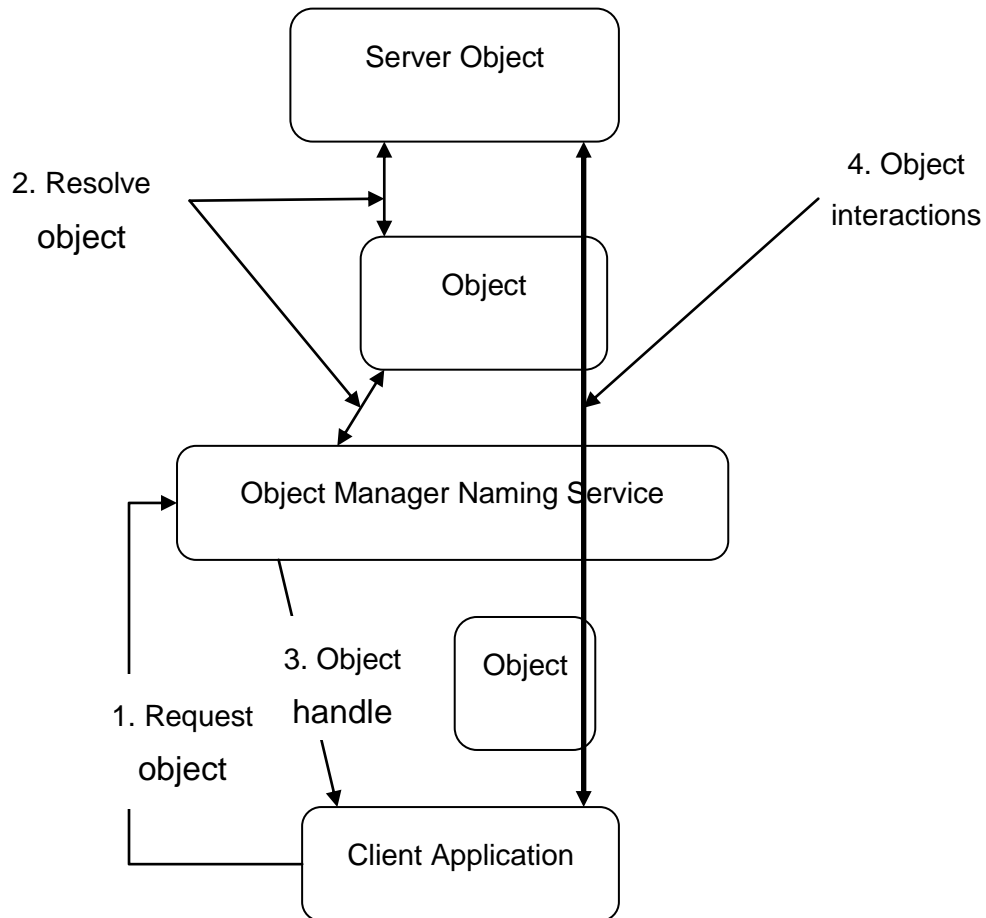 Server Object
2. Resolve
object
4. Object
interactions
Object
Object Manager Naming Service
3. Object
handle
Object
1. Request
object
Client Application